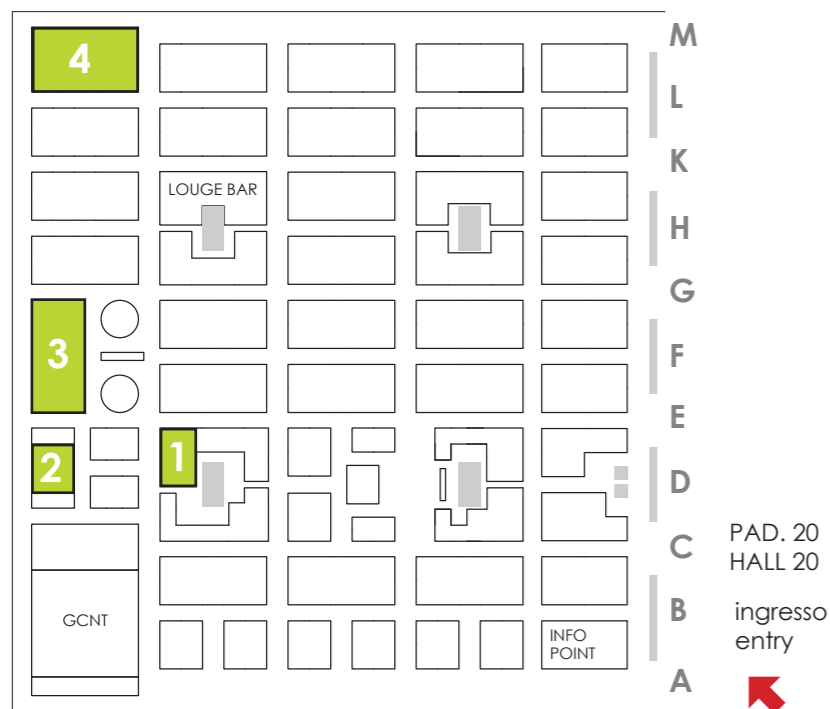 M
4
L
K
LOUGE BAR
H
G
F
3
E
1
2
D
C
PAD. 20
HALL 20
B
GCNT
INFO
POINT
ingresso
entry
A